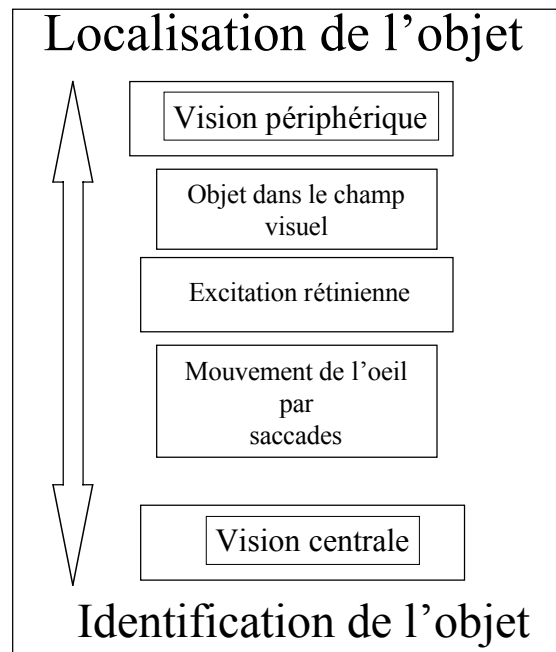 Localisation de l’objet
Vision périphérique
Objet dans le champ
visuel
Excitation rétinienne
Mouvement de l’oeil
par
saccades
Vision centrale
Identification de l’objet